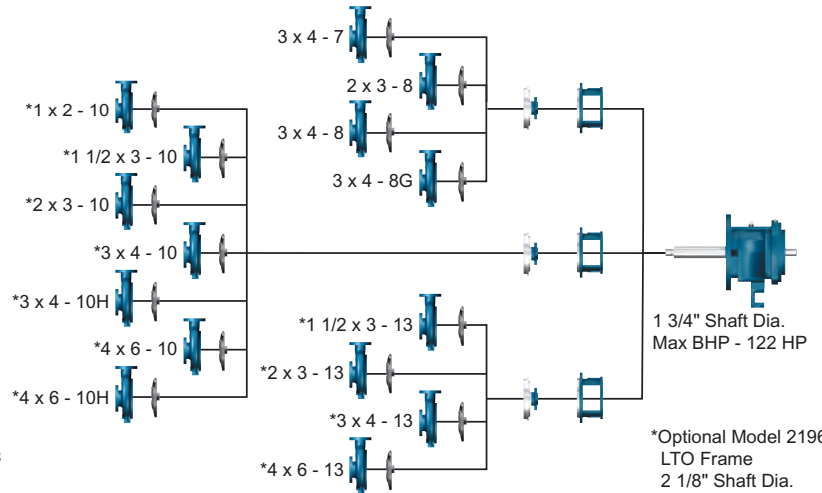 3 x 4 - 7
2 x 3 - 8
3 x 4 - 8
3 x 4 - 8G
*1 x 2 - 10
*1 1/2 x 3 - 10
*2 x 3 - 10
*3 x 4 - 10
*3 x 4 - 10H
*4 x 6 - 10
*4 x 6 - 10H
*1 1/2 x 3 - 13
*2 x 3 - 13
*3 x 4 - 13
*4 x 6 - 13
1 3/4" Shaft Dia.
Max BHP - 122 HP
*Optional Model 2196
LTO Frame
2 1/8" Shaft Dia.